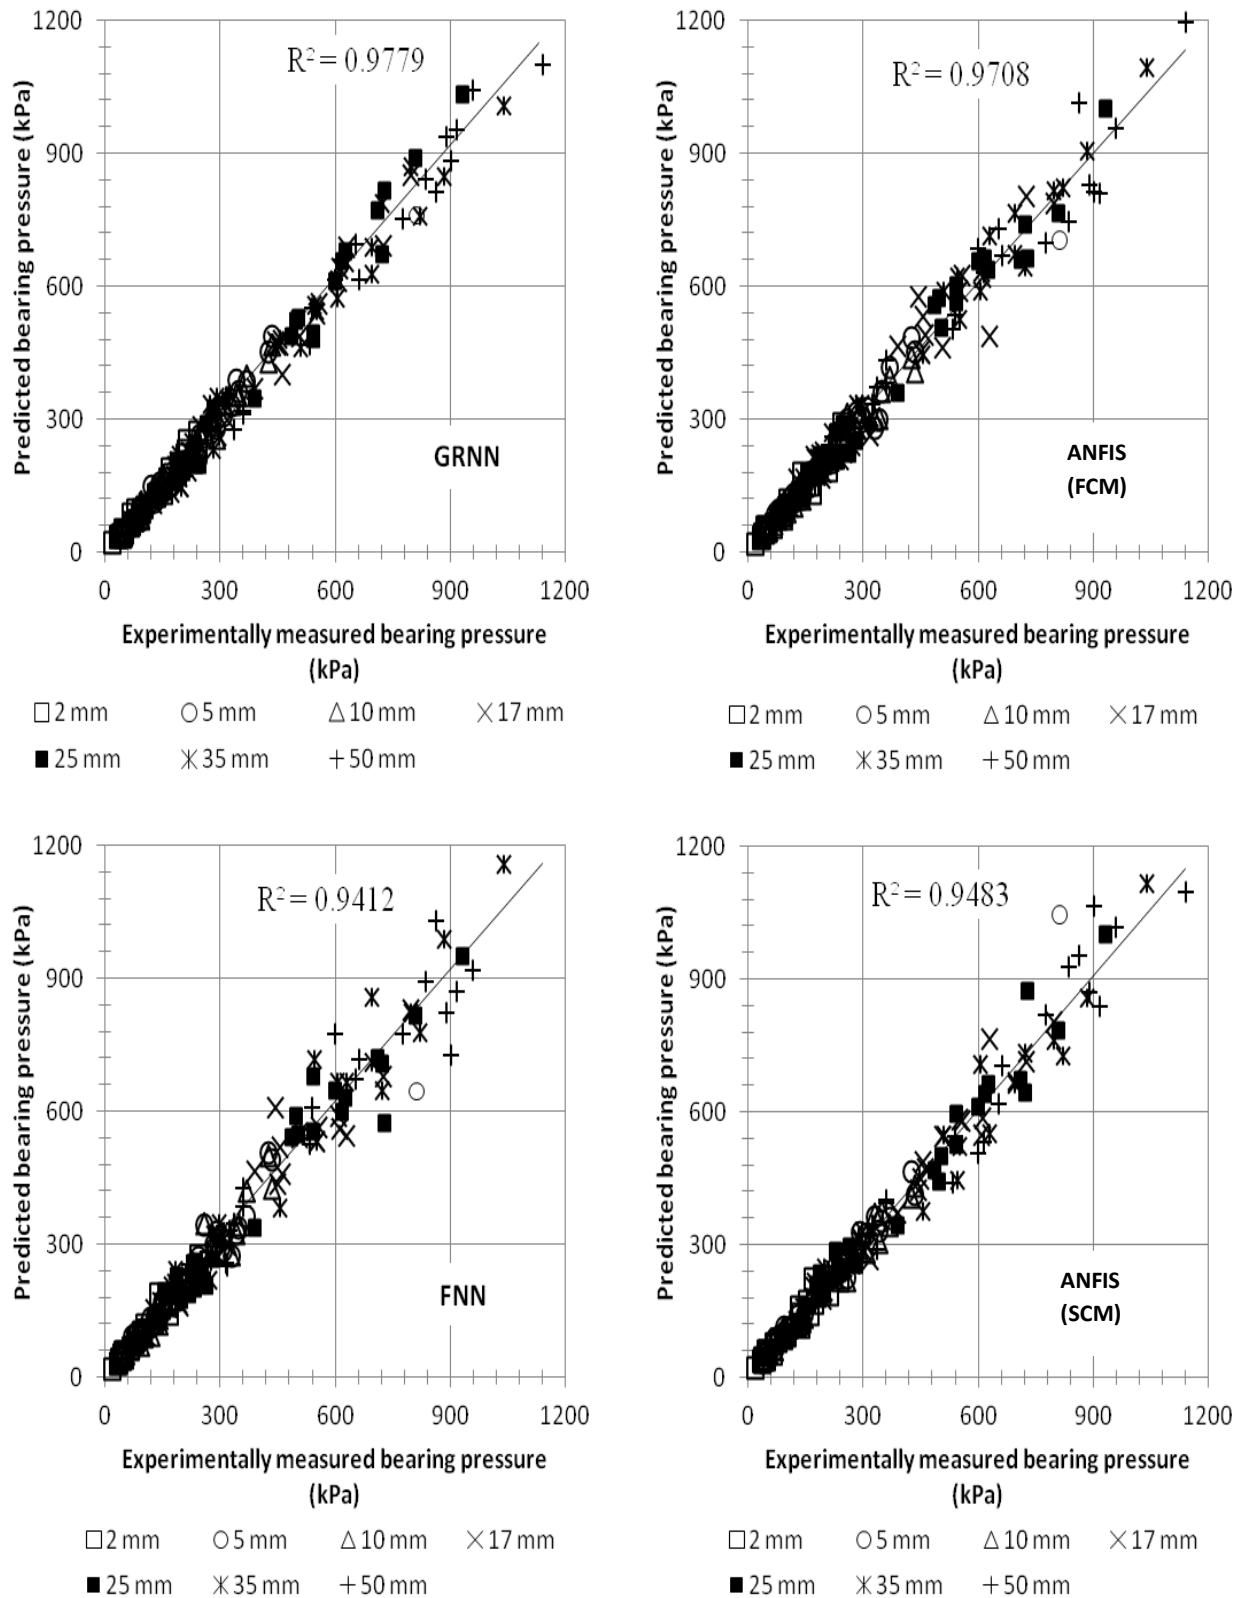 1200
900
600
300
0
Predicted bearing pressure (kPa)
R² = 0.9779
GRNN
0 300 600 900 1200
Experimentally measured bearing pressure
(kPa)
2 mm 5 mm 10 mm 17 mm
25 mm 35 mm 50 mm
1200
900
600
300
0
Predicted bearing pressure (kPa)
R² = 0.9708
ANFIS
(FCM)
0 300 600 900 1200
Experimentally measured bearing pressure
(kPa)
2 mm 5 mm 10 mm 17 mm
25 mm 35 mm 50 mm
1200
900
600
300
0
Predicted bearing pressure (kPa)
R² = 0.9412
FNN
0 300 600 900 1200
Experimentally measured bearing pressure
(kPa)
2 mm 5 mm 10 mm 17 mm
25 mm 35 mm 50 mm
1200
900
600
300
0
Predicted bearing pressure (kPa)
R² = 0.9483
ANFIS
(SCM)
0 300 600 900 1200
Experimentally measured bearing pressure
(kPa)
2 mm 5 mm 10 mm 17 mm
25 mm 35 mm 50 mm